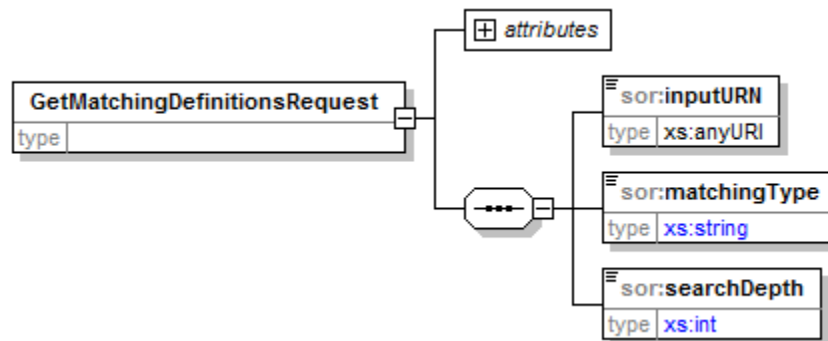 attributes
GetMatchingDefinitionsRequest
type
sor:inputURN
type xs:anyURI
sor:matchingType
type xs:string
sor:searchDepth
type xs:int